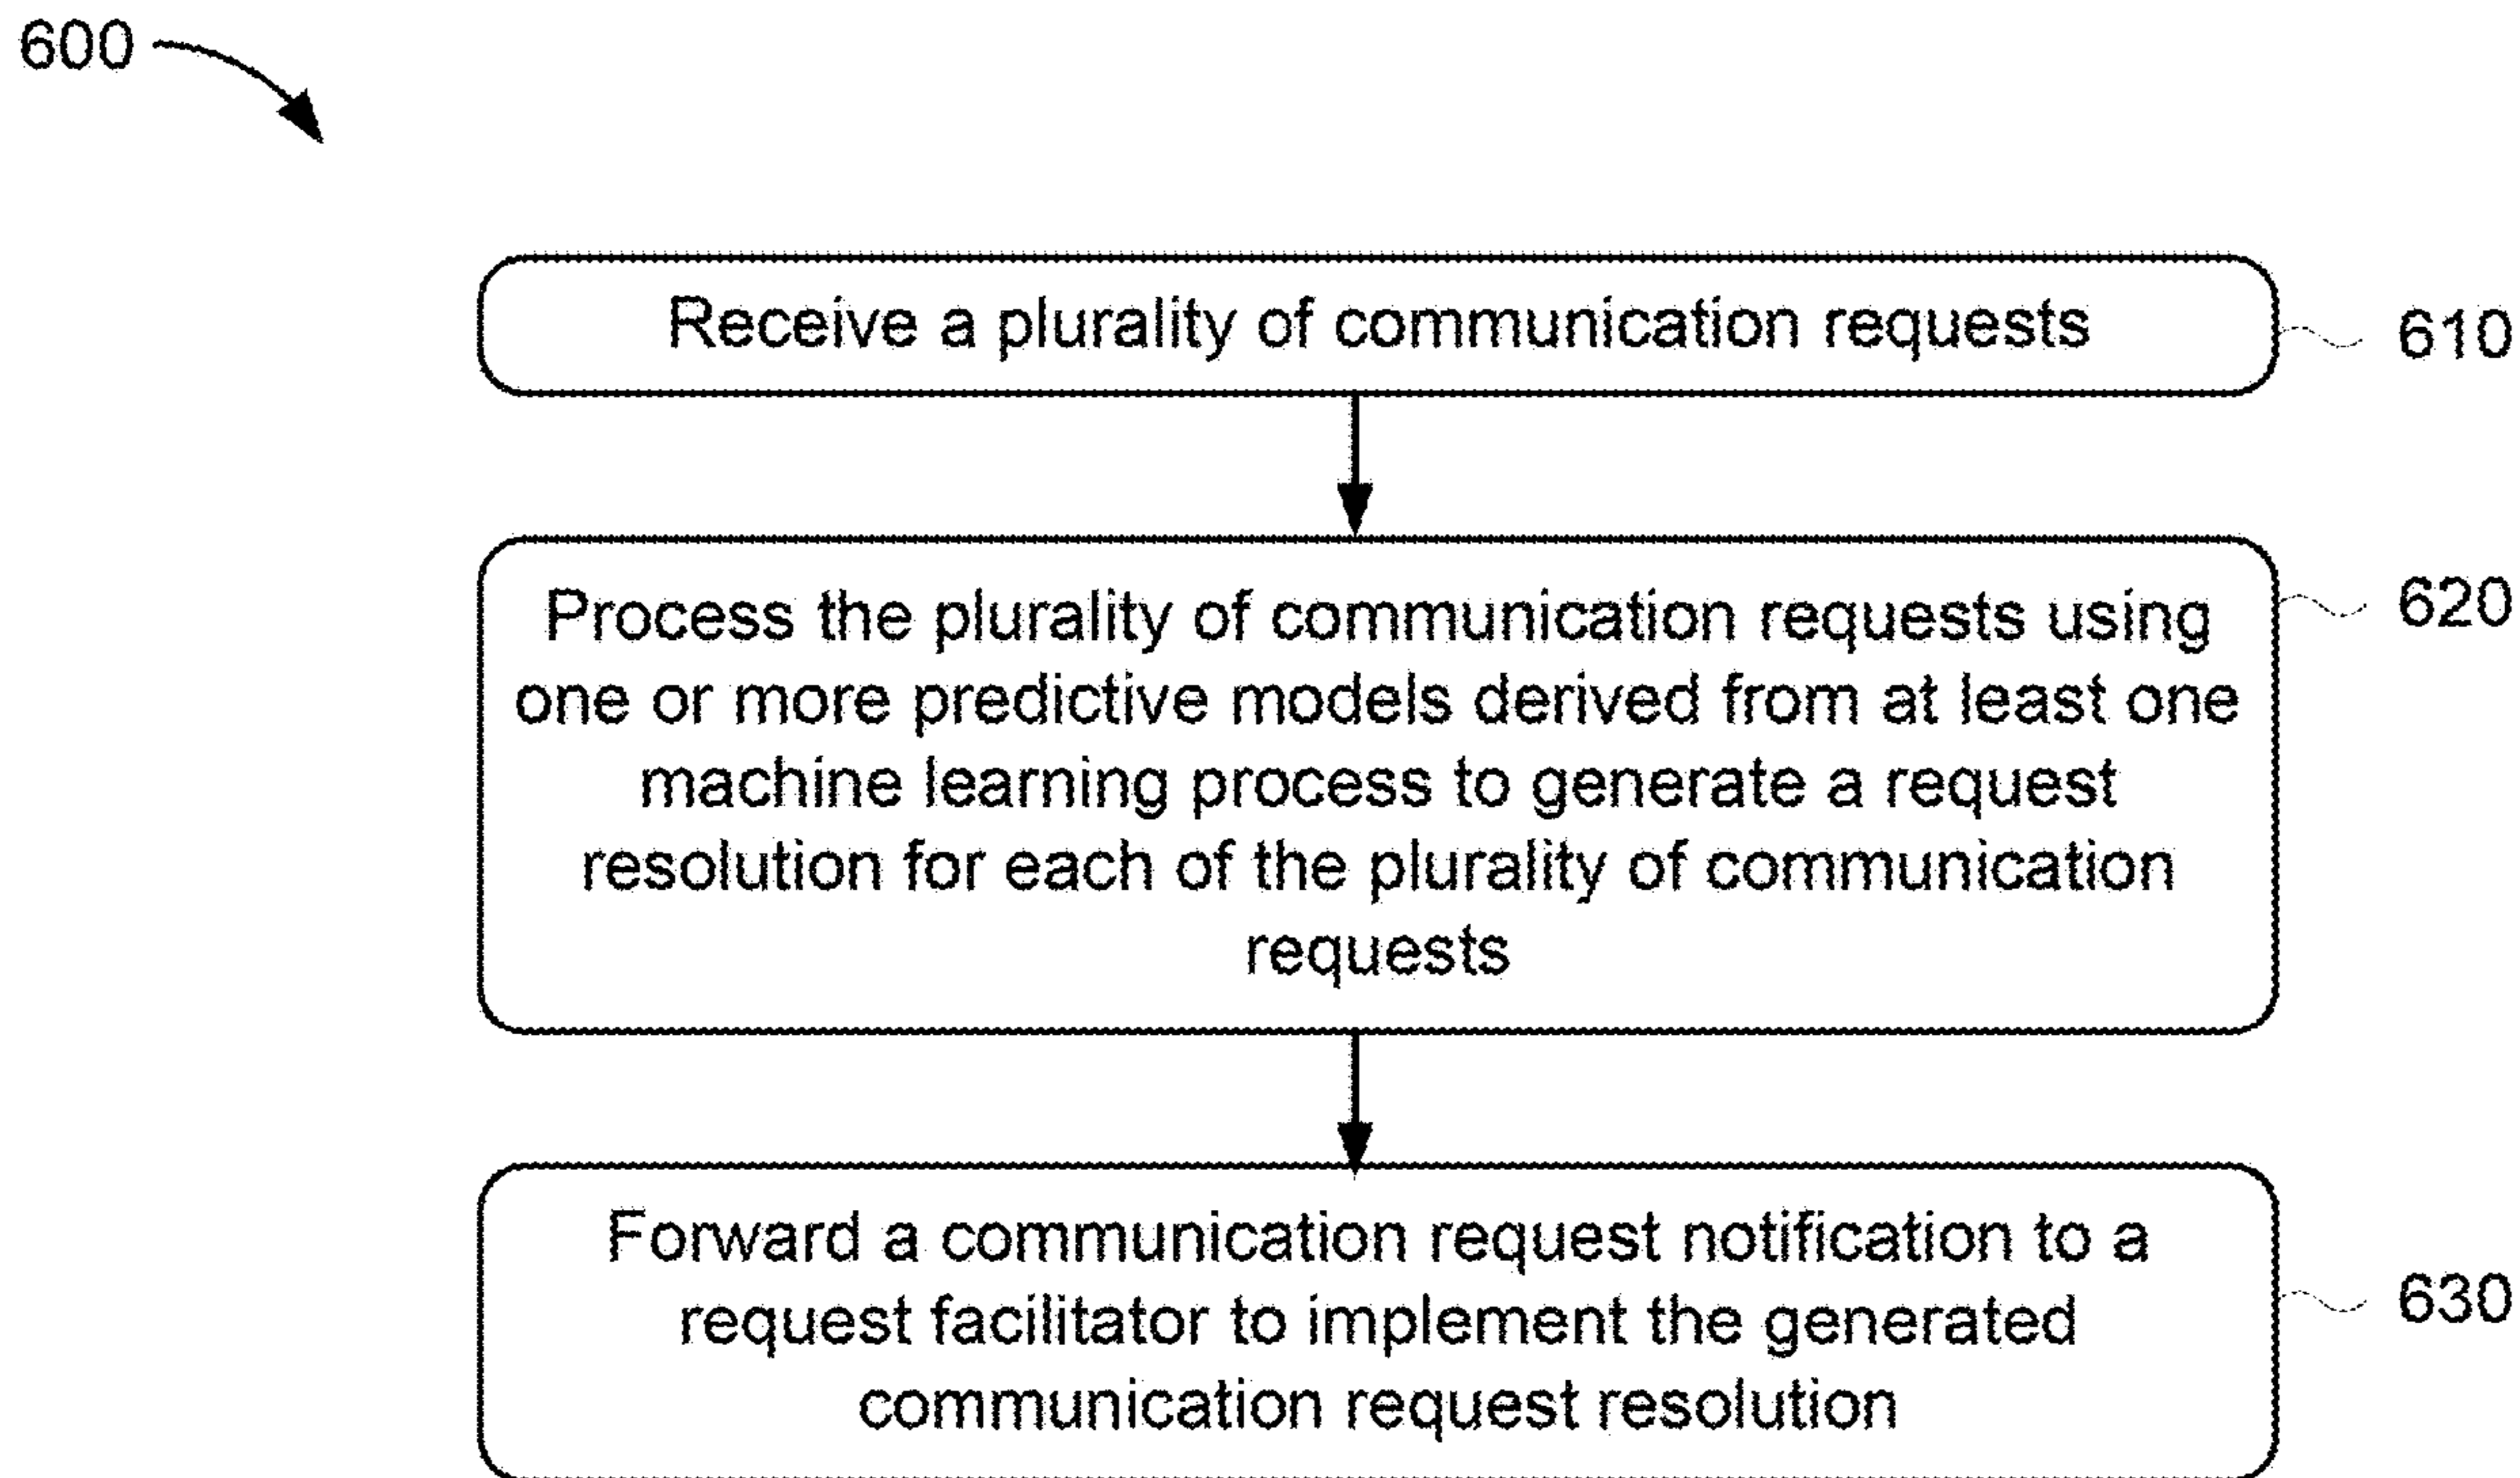 600
Receive a plurality of communication requests
610
Process the plurality of communication requests using
620
one or more predictive models derived from at least one
machine learning process to generate a request
resolution for each of the plurality of communication
requests
Forward a communication request notification to a
request facilitator to implement the generated
630
communication request resolution